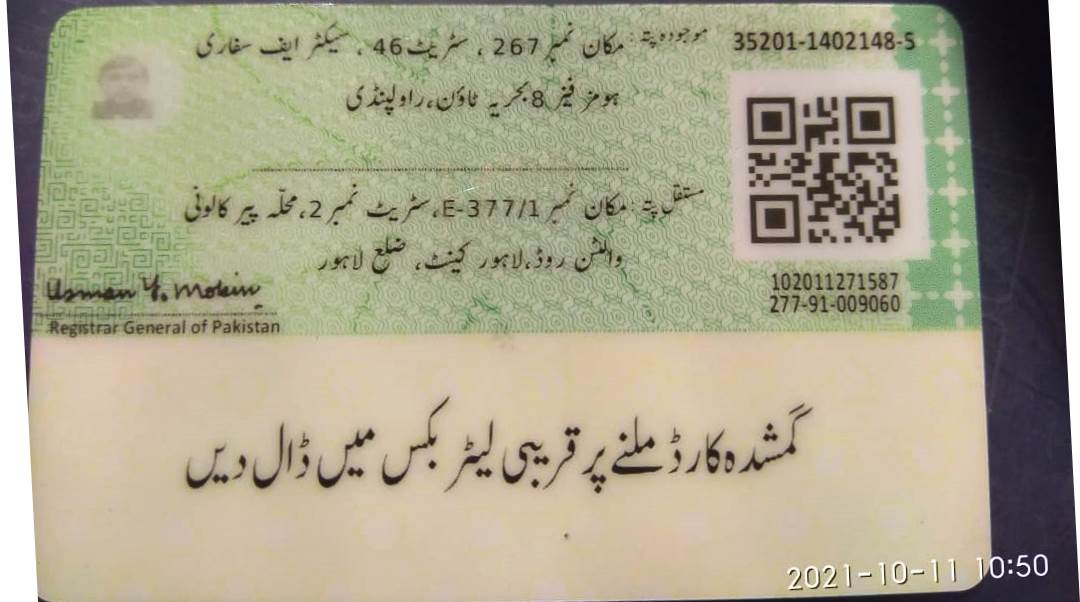 موجودہ پتہ: مکان نمبر 267، سٹریٹ 46، سیکٹر ایف سفاری
ہومز فیز 8 بحریہ ٹاؤن، راولپنڈی
35201-1402148-5
مستقل پتہ: مکان نمبر E-377/1، سٹریٹ نمبر 2، محلّہ پیر کالونی
والٹن روڈ، لاہور کینٹ، ضلع لاہور
102011271587
277-91-009060
Usman Y. Mobin
Registrar General of Pakistan
گمشدہ کارڈ ملنے پر قریبی لیٹر بکس میں ڈال دیں
2021-10-11 10:50